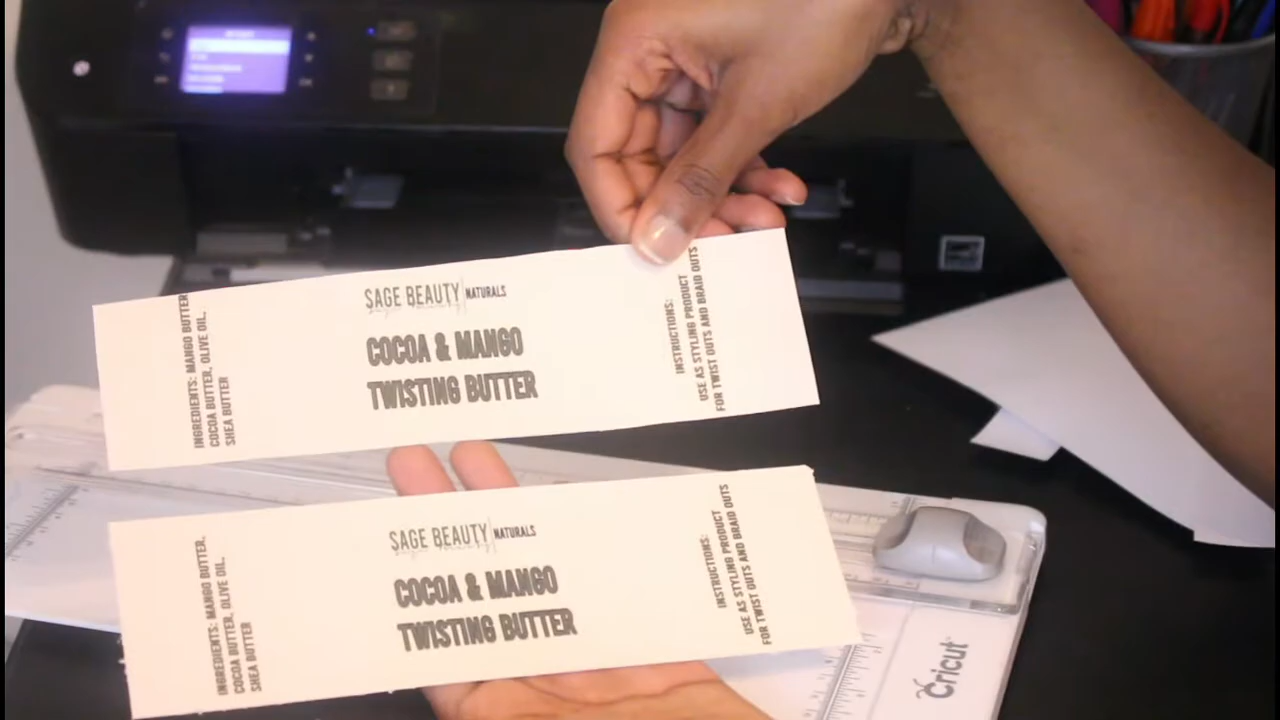 INGREDIENTS: MANGO BUTTER
COCOA BUTTER, OLIVE OIL,
SHEA BUTTER
SAGE BEAUTY NATURALS
COCOA & MANGO
TWISTING BUTTER
INSTRUCTIONS:
USE AS STYLING PRODUCT
FOR TWIST OUTS AND BRAID OUTS
INGREDIENTS: MANGO BUTTER,
COCOA BUTTER, OLIVE OIL,
SHEA BUTTER
SAGE BEAUTY NATURALS
COCOA & MANGO
TWISTING BUTTER
INSTRUCTIONS:
USE AS STYLING PRODUCT
FOR TWIST OUTS AND BRAID OUTS
Cricut